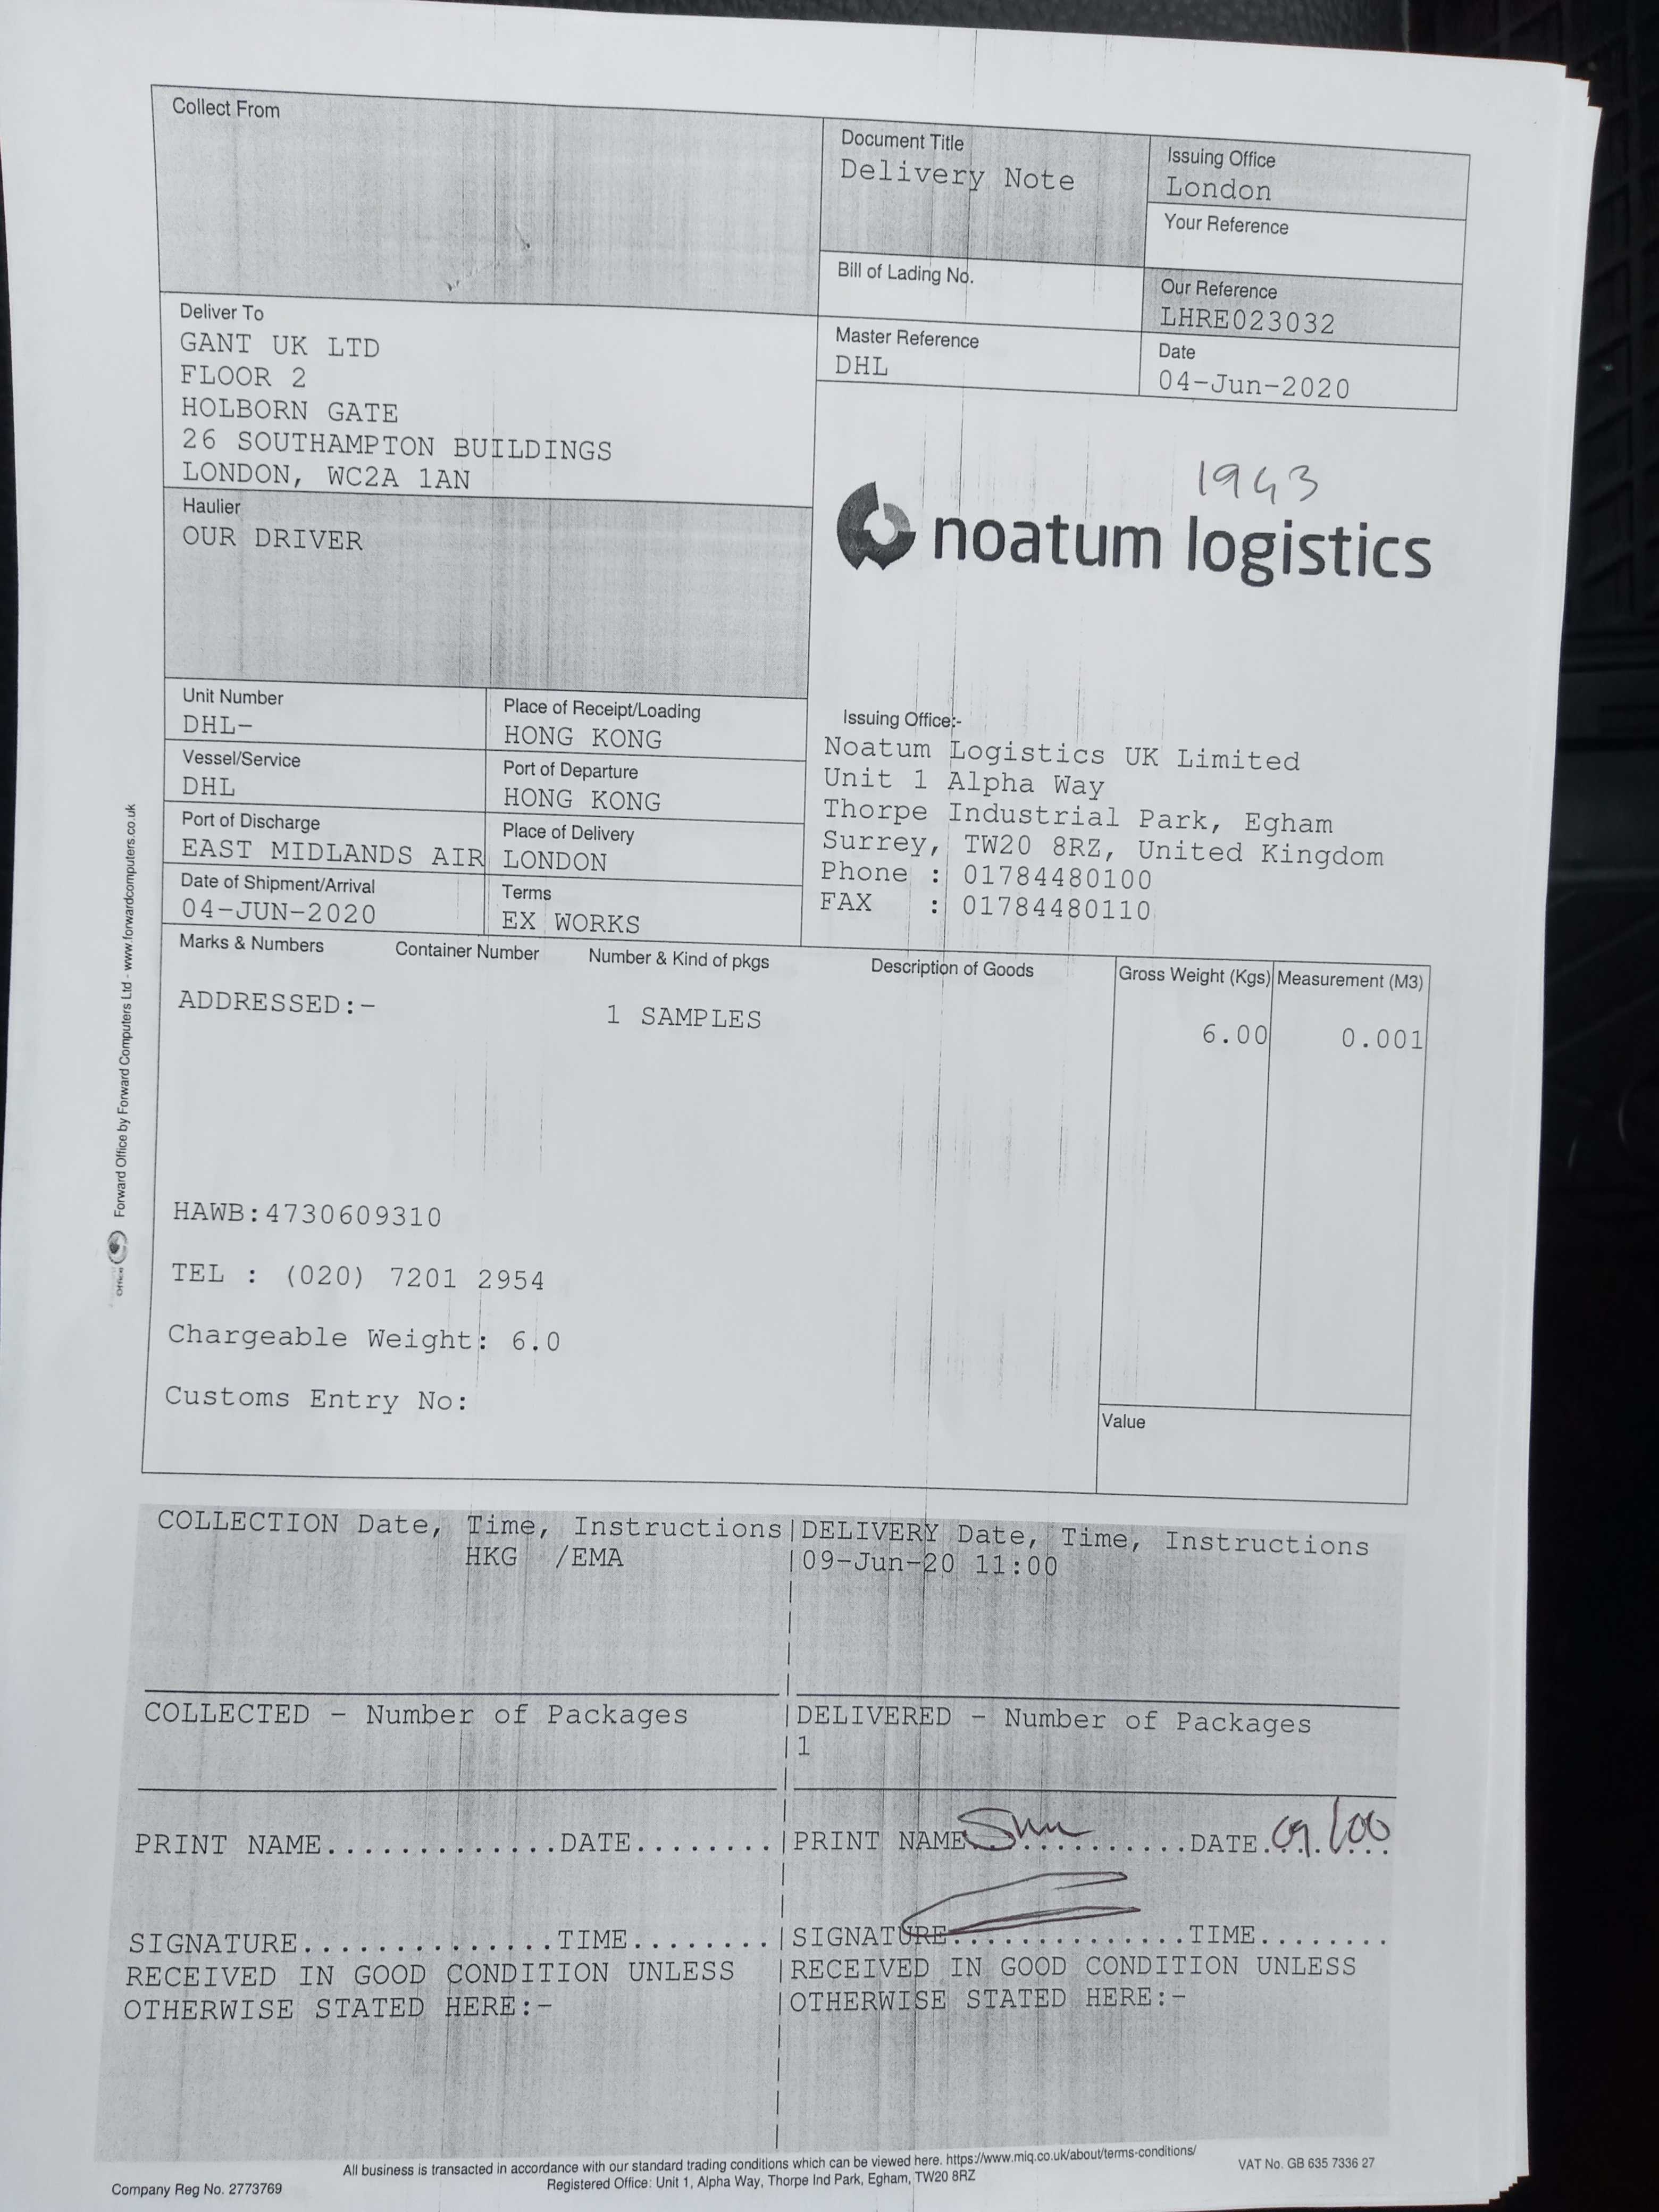 Collect From
Document Title
Delivery Note
Issuing Office
London
Your Reference
Bill of Lading No.
Our Reference
LHRE023032
Deliver To
GANT UK LTD
FLOOR 2
HOLBORN GATE
26 SOUTHAMPTON BUILDINGS
LONDON, WC2A 1AN
Master Reference
DHL
Date
04-Jun-2020
1943
noatum logistics
Haulier
OUR DRIVER
Unit Number
DHL-
Place of Receipt/Loading
HONG KONG
Vessel/Service
DHL
Port of Departure
HONG KONG
Port of Discharge
EAST MIDLANDS AIR
Place of Delivery
LONDON
Date of Shipment/Arrival
04-JUN-2020
Terms
EX WORKS
Issuing Office:-
Noatum Logistics UK Limited
Unit 1 Alpha Way
Thorpe Industrial Park, Egham
Surrey, TW20 8RZ, United Kingdom
Phone : 01784480100
FAX : 01784480110
Marks & Numbers Container Number Number & Kind of pkgs Description of Goods Gross Weight (Kgs) Measurement (M3)
ADDRESSED:- 1 SAMPLES 6.00 0.001
HAWB:4730609310
TEL : (020) 7201 2954
Chargeable Weight: 6.0
Customs Entry No:
Value
COLLECTION Date, Time, Instructions|DELIVERY Date, Time, Instructions
HKG /EMA |09-Jun-20 11:00
COLLECTED - Number of Packages |DELIVERED - Number of Packages
|1
PRINT NAME.............DATE........|PRINT NAME.............DATE........
SIGNATURE..............TIME........|SIGNATURE..............TIME........
RECEIVED IN GOOD CONDITION UNLESS |RECEIVED IN GOOD CONDITION UNLESS
OTHERWISE STATED HERE:- |OTHERWISE STATED HERE:-
All business is transacted in accordance with our standard trading conditions which can be viewed here. https://www.miq.co.uk/about/terms-conditions/
Company Reg No. 2773769 Registered Office: Unit 1, Alpha Way, Thorpe Ind Park, Egham, TW20 8RZ VAT No. GB 635 7336 27
Office Forward Office by Forward Computers Ltd - www.forwardcomputers.co.uk